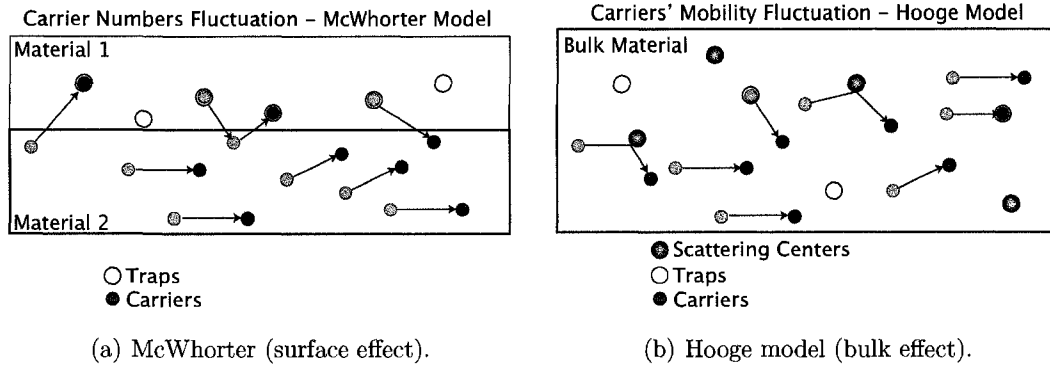 Carrier Numbers Fluctuation – McWhorter Model
Material 1
Material 2
Traps
Carriers
(a) McWhorter (surface effect).
Carriers' Mobility Fluctuation – Hooge Model
Bulk Material
Scattering Centers
Traps
Carriers
(b) Hooge model (bulk effect).